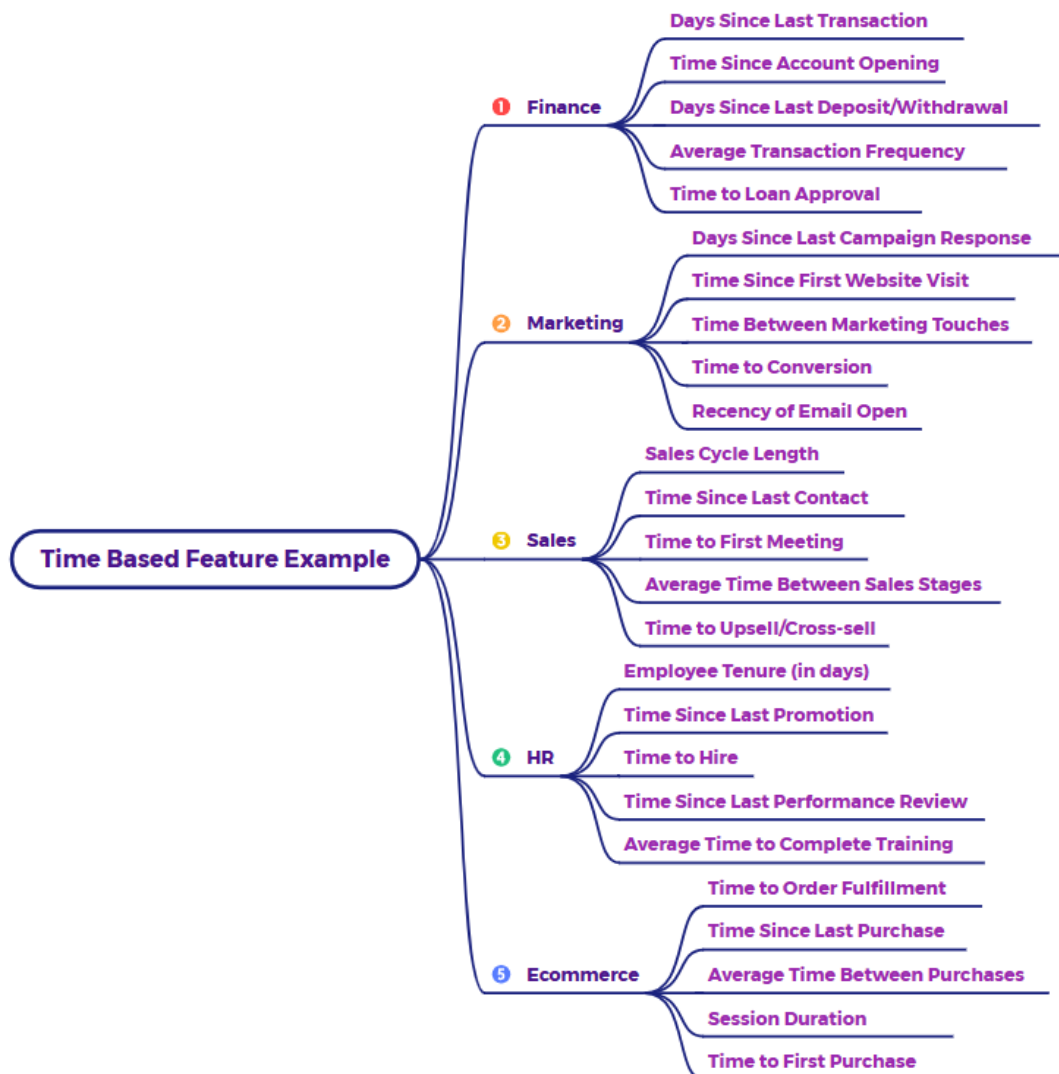 Time Based Feature Example
1 Finance
Days Since Last Transaction
Time Since Account Opening
Days Since Last Deposit/Withdrawal
Average Transaction Frequency
Time to Loan Approval
2 Marketing
Days Since Last Campaign Response
Time Since First Website Visit
Time Between Marketing Touches
Time to Conversion
Recency of Email Open
3 Sales
Sales Cycle Length
Time Since Last Contact
Time to First Meeting
Average Time Between Sales Stages
Time to Upsell/Cross-sell
4 HR
Employee Tenure (in days)
Time Since Last Promotion
Time to Hire
Time Since Last Performance Review
Average Time to Complete Training
5 Ecommerce
Time to Order Fulfillment
Time Since Last Purchase
Average Time Between Purchases
Session Duration
Time to First Purchase